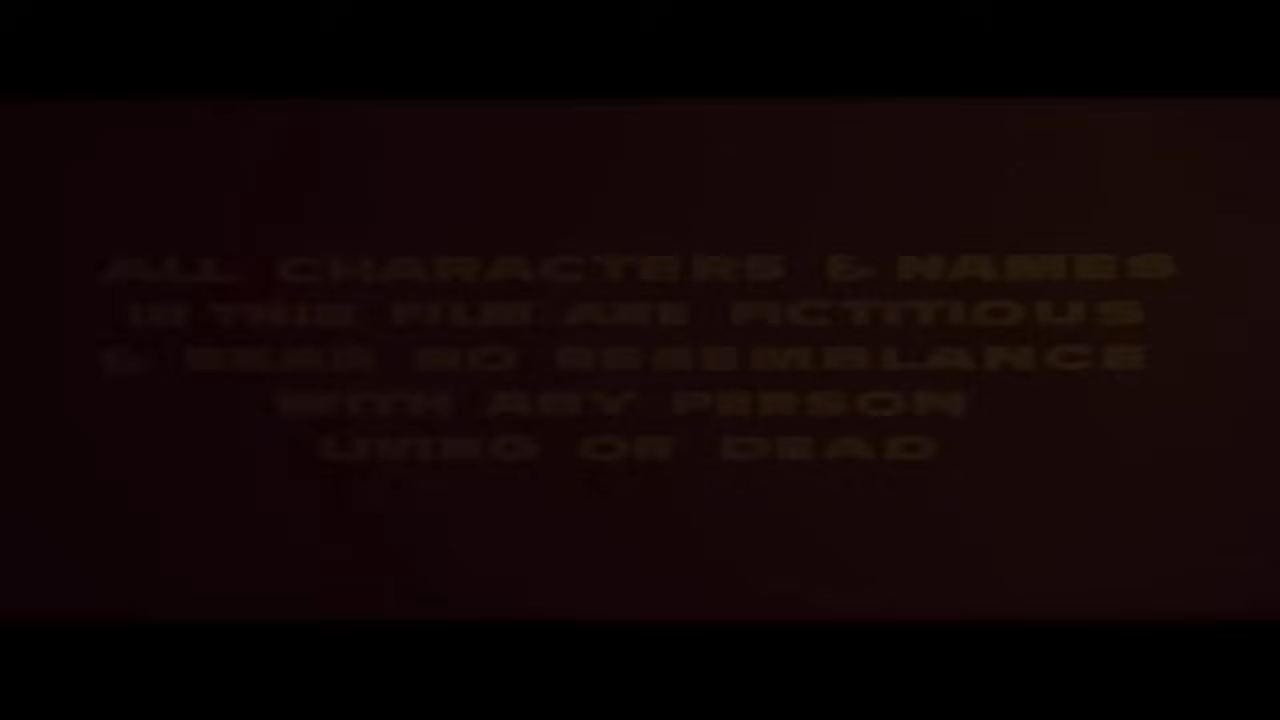 ALL CHARACTERS & NAMES
IN THIS FILM ARE FICTITIOUS
& BEAR NO RESEMBLANCE
WITH ANY PERSON
LIVING OR DEAD